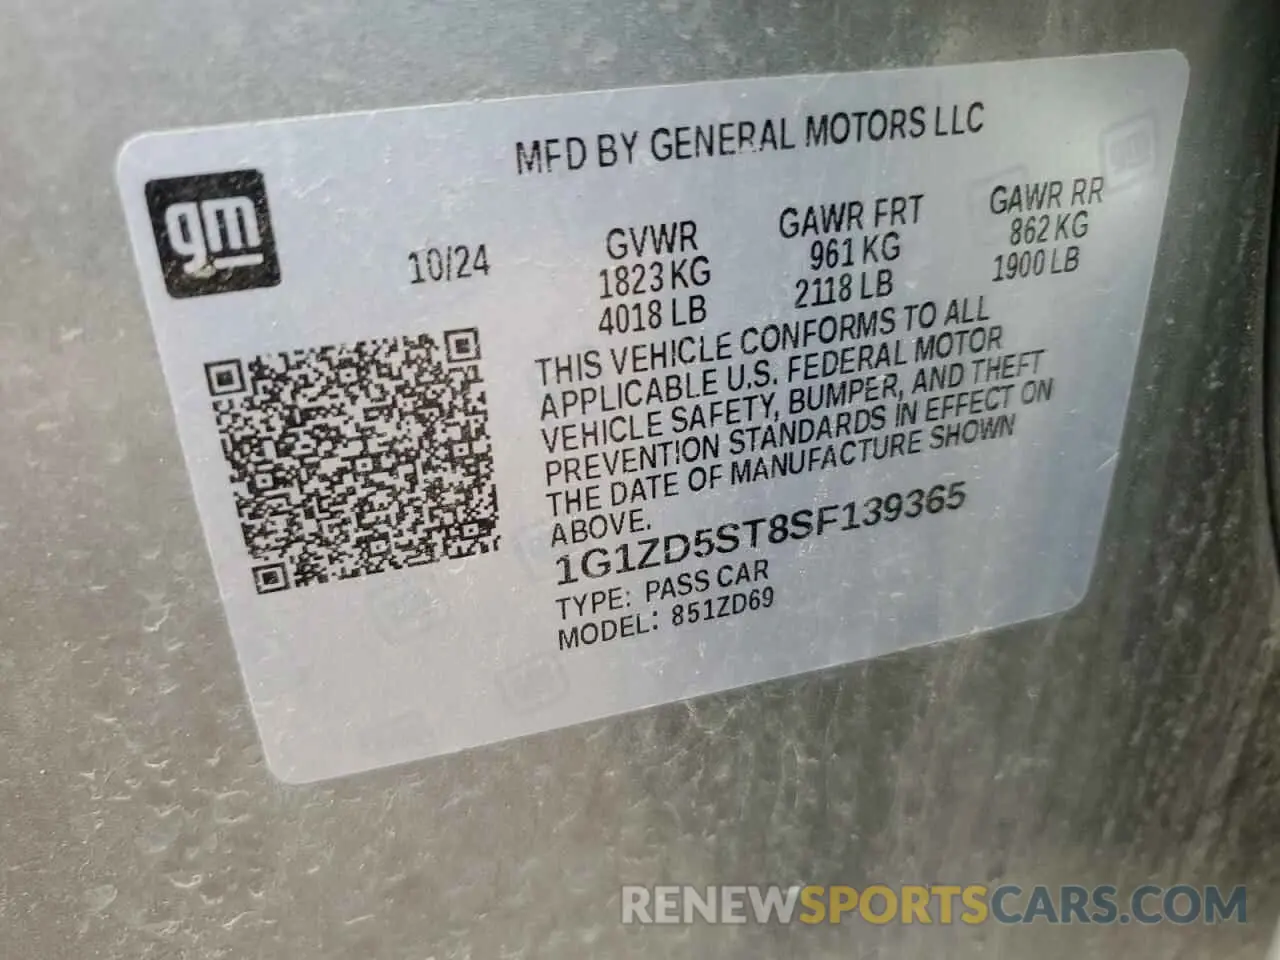 MFD BY GENERAL MOTORS LLC
gm
10/24
GVWR
1823 KG
4018 LB
GAWR FRT
961 KG
2118 LB
GAWR RR
862 KG
1900 LB
THIS VEHICLE CONFORMS TO ALL
APPLICABLE U.S. FEDERAL MOTOR
VEHICLE SAFETY, BUMPER, AND THEFT
PREVENTION STANDARDS IN EFFECT ON
THE DATE OF MANUFACTURE SHOWN
ABOVE.
1G1ZD5ST8SF139365
TYPE: PASS CAR
MODEL: 851ZD69
RENEWSPORTSCARS.COM